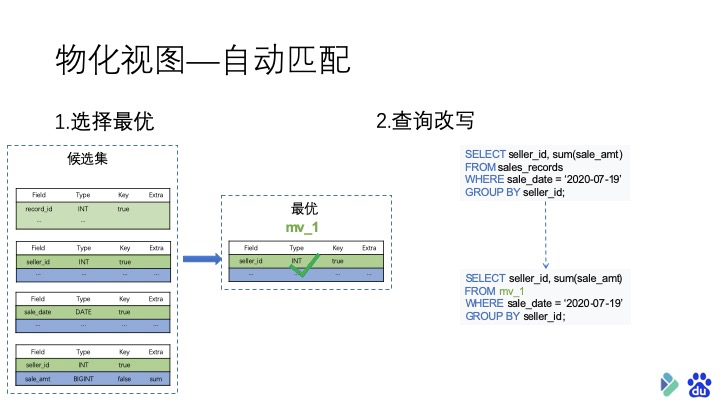 物化视图—自动匹配
1.选择最优
候选集
Field Type Key Extra
record_id INT true
... ...
Field Type Key Extra
seller_id INT true
... ... ... ...
Field Type Key Extra
sale_date DATE true
... ... ... ...
Field Type Key Extra
seller_id INT true
sale_amt BIGINT false sum
最优
mv_1
Field Type Key Extra
seller_id INT true
... ... ... ...
2.查询改写
SELECT seller_id, sum(sale_amt)
FROM sales_records
WHERE sale_date = ‘2020-07-19’
GROUP BY seller_id;
SELECT seller_id, sum(sale_amt)
FROM mv_1
WHERE sale_date = ‘2020-07-19’
GROUP BY seller_id;
du